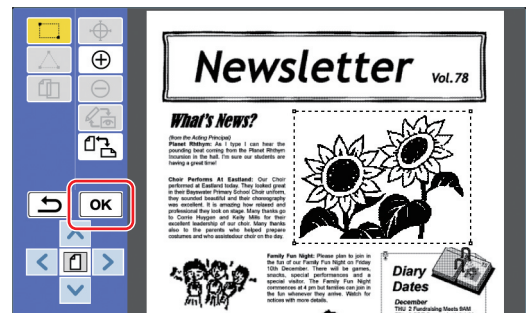 Newsletter Vol. 78
What's News?
(from the Acting Principal)
Planet Rhithym: As I type I can hear the
pounding beat coming from the Planet Rhithym
incursion in the hall. I'm sure our students are
having a great time!
Choir Performs At Eastland: Our Choir
performed at Eastland today. They looked great
in their Bayswater Primary School Choir uniform,
they sounded beautiful and their choreography
was excellent. It is amazing how relaxed and
professional they look on stage. Many thanks go
to Corrie Heygen and Kelly Mills for their
excellent leadership of our choir. Many thanks
also to the parents who helped prepare
costumes and who assistedour choir on the day.
OK
Family Fun Night: Please plan to join in
the fun of our Family Fun Night on Friday
10th December. There will be games,
snacks, special performances and a
special visitor. The Family Fun Night
commences at 4 pm but families can join in
the fun whenever they arrive. Watch for
notices with more details.
Diary
Dates
December
THU 2 Fundraising Meets 9AM